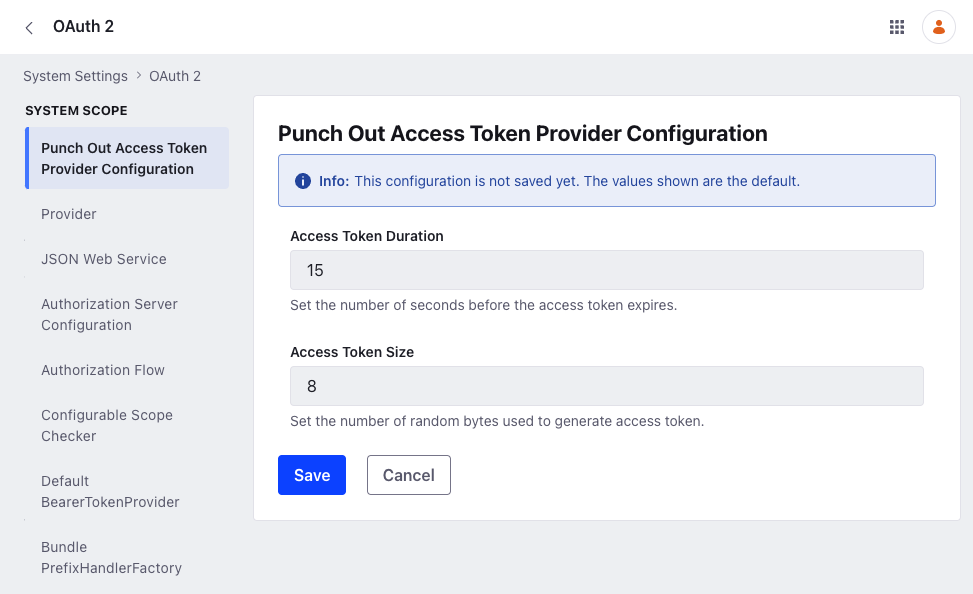 OAuth 2
System Settings › OAuth 2
SYSTEM SCOPE
Punch Out Access Token
Provider Configuration
Provider
JSON Web Service
Authorization Server
Configuration
Authorization Flow
Configurable Scope
Checker
Default
BearerTokenProvider
Bundle
PrefixHandlerFactory
Punch Out Access Token Provider Configuration
Info: This configuration is not saved yet. The values shown are the default.
Access Token Duration
15
Set the number of seconds before the access token expires.
Access Token Size
8
Set the number of random bytes used to generate access token.
Save
Cancel